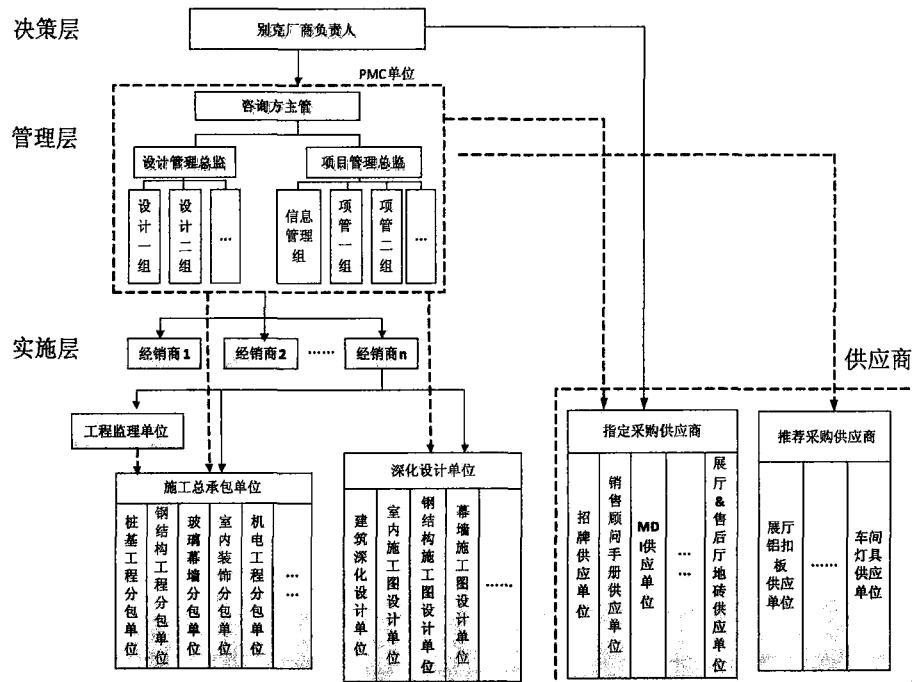 决策层
别克厂商负责人
PMC单位
管理层
咨询方主管
设计管理总监
项目管理总监
设计一组
设计二组
...
信息管理组
项管一组
项管二组
...
实施层
经销商1
经销商2
......
经销商n
供应商
工程监理单位
施工总承包单位
桩基工程分包单位
钢结构工程分包单位
玻璃幕墙分包单位
室内装饰分包单位
机电工程分包单位
......
深化设计单位
建筑深化设计单位
室内施工图设计单位
钢结构施工图设计单位
幕墙施工图设计单位
......
指定采购供应商
招牌供应单位
销售顾问手册供应单位
MDI供应单位
......
展厅&售后厅地砖供应单位
推荐采购供应商
展厅铝扣板供应单位
......
车间灯具供应单位